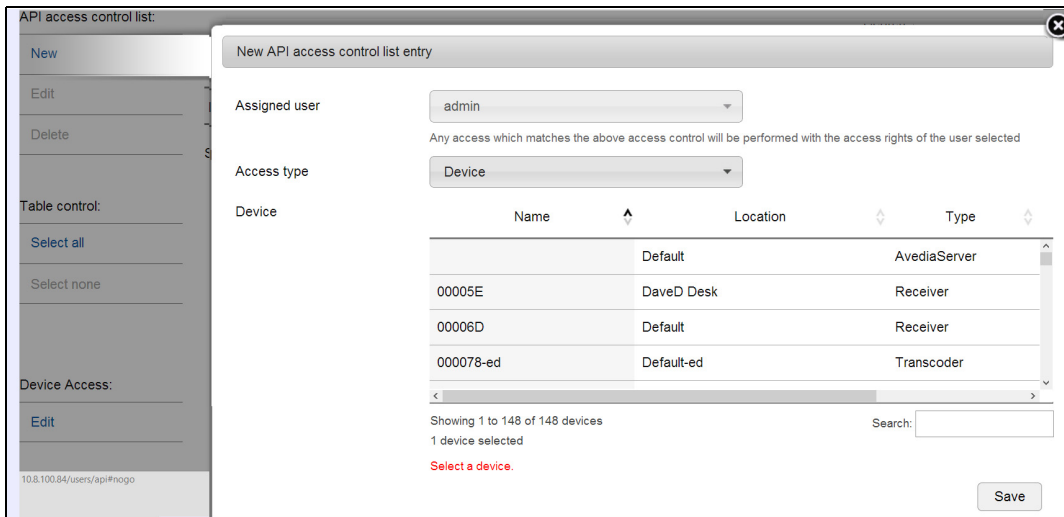 API access control list:
New
Edit
Delete
Table control:
Select all
Select none
Device Access:
Edit
10.8.100.84/users/api#nogo
New API access control list entry
Assigned user
admin
Any access which matches the above access control will be performed with the access rights of the user selected
Access type
Device
Device
Name Location Type
Default AvediaServer
00005E DaveD Desk Receiver
00006D Default Receiver
000078-ed Default-ed Transcoder
Showing 1 to 148 of 148 devices
Search:
1 device selected
Select a device.
Save